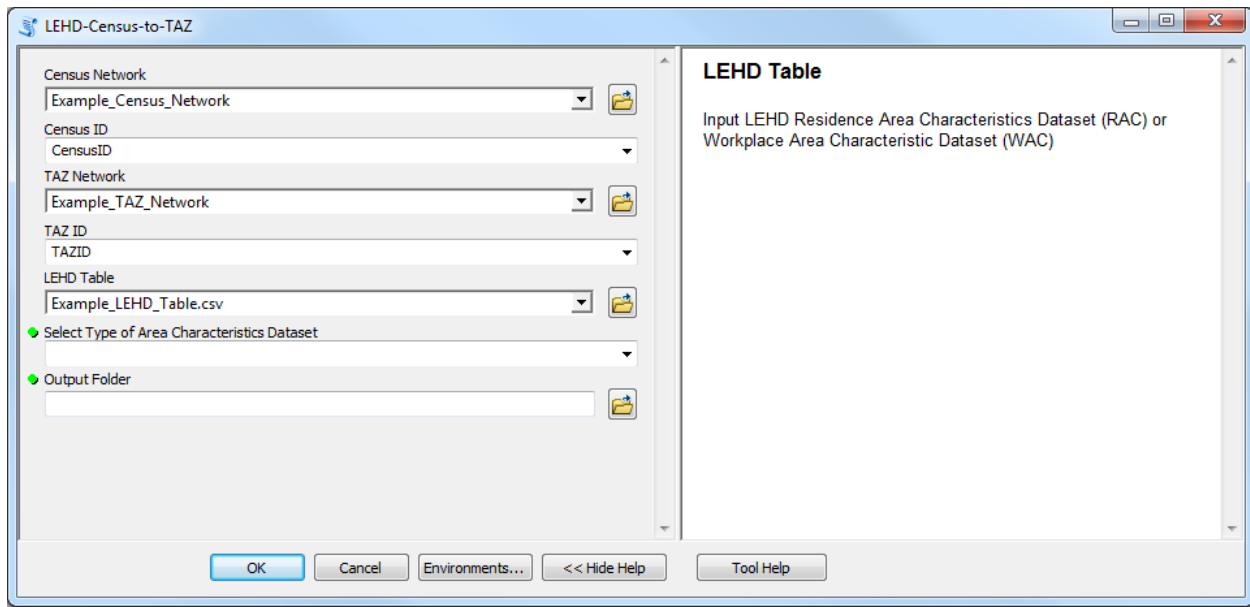 LEHD-Census-to-TAZ
Census Network
Example_Census_Network
Census ID
CensusID
TAZ Network
Example_TAZ_Network
TAZ ID
TAZID
LEHD Table
Example_LEHD_Table.csv
Select Type of Area Characteristics Dataset
Output Folder
LEHD Table
Input LEHD Residence Area Characteristics Dataset (RAC) or
Workplace Area Characteristic Dataset (WAC)
OK Cancel Environments... << Hide Help Tool Help